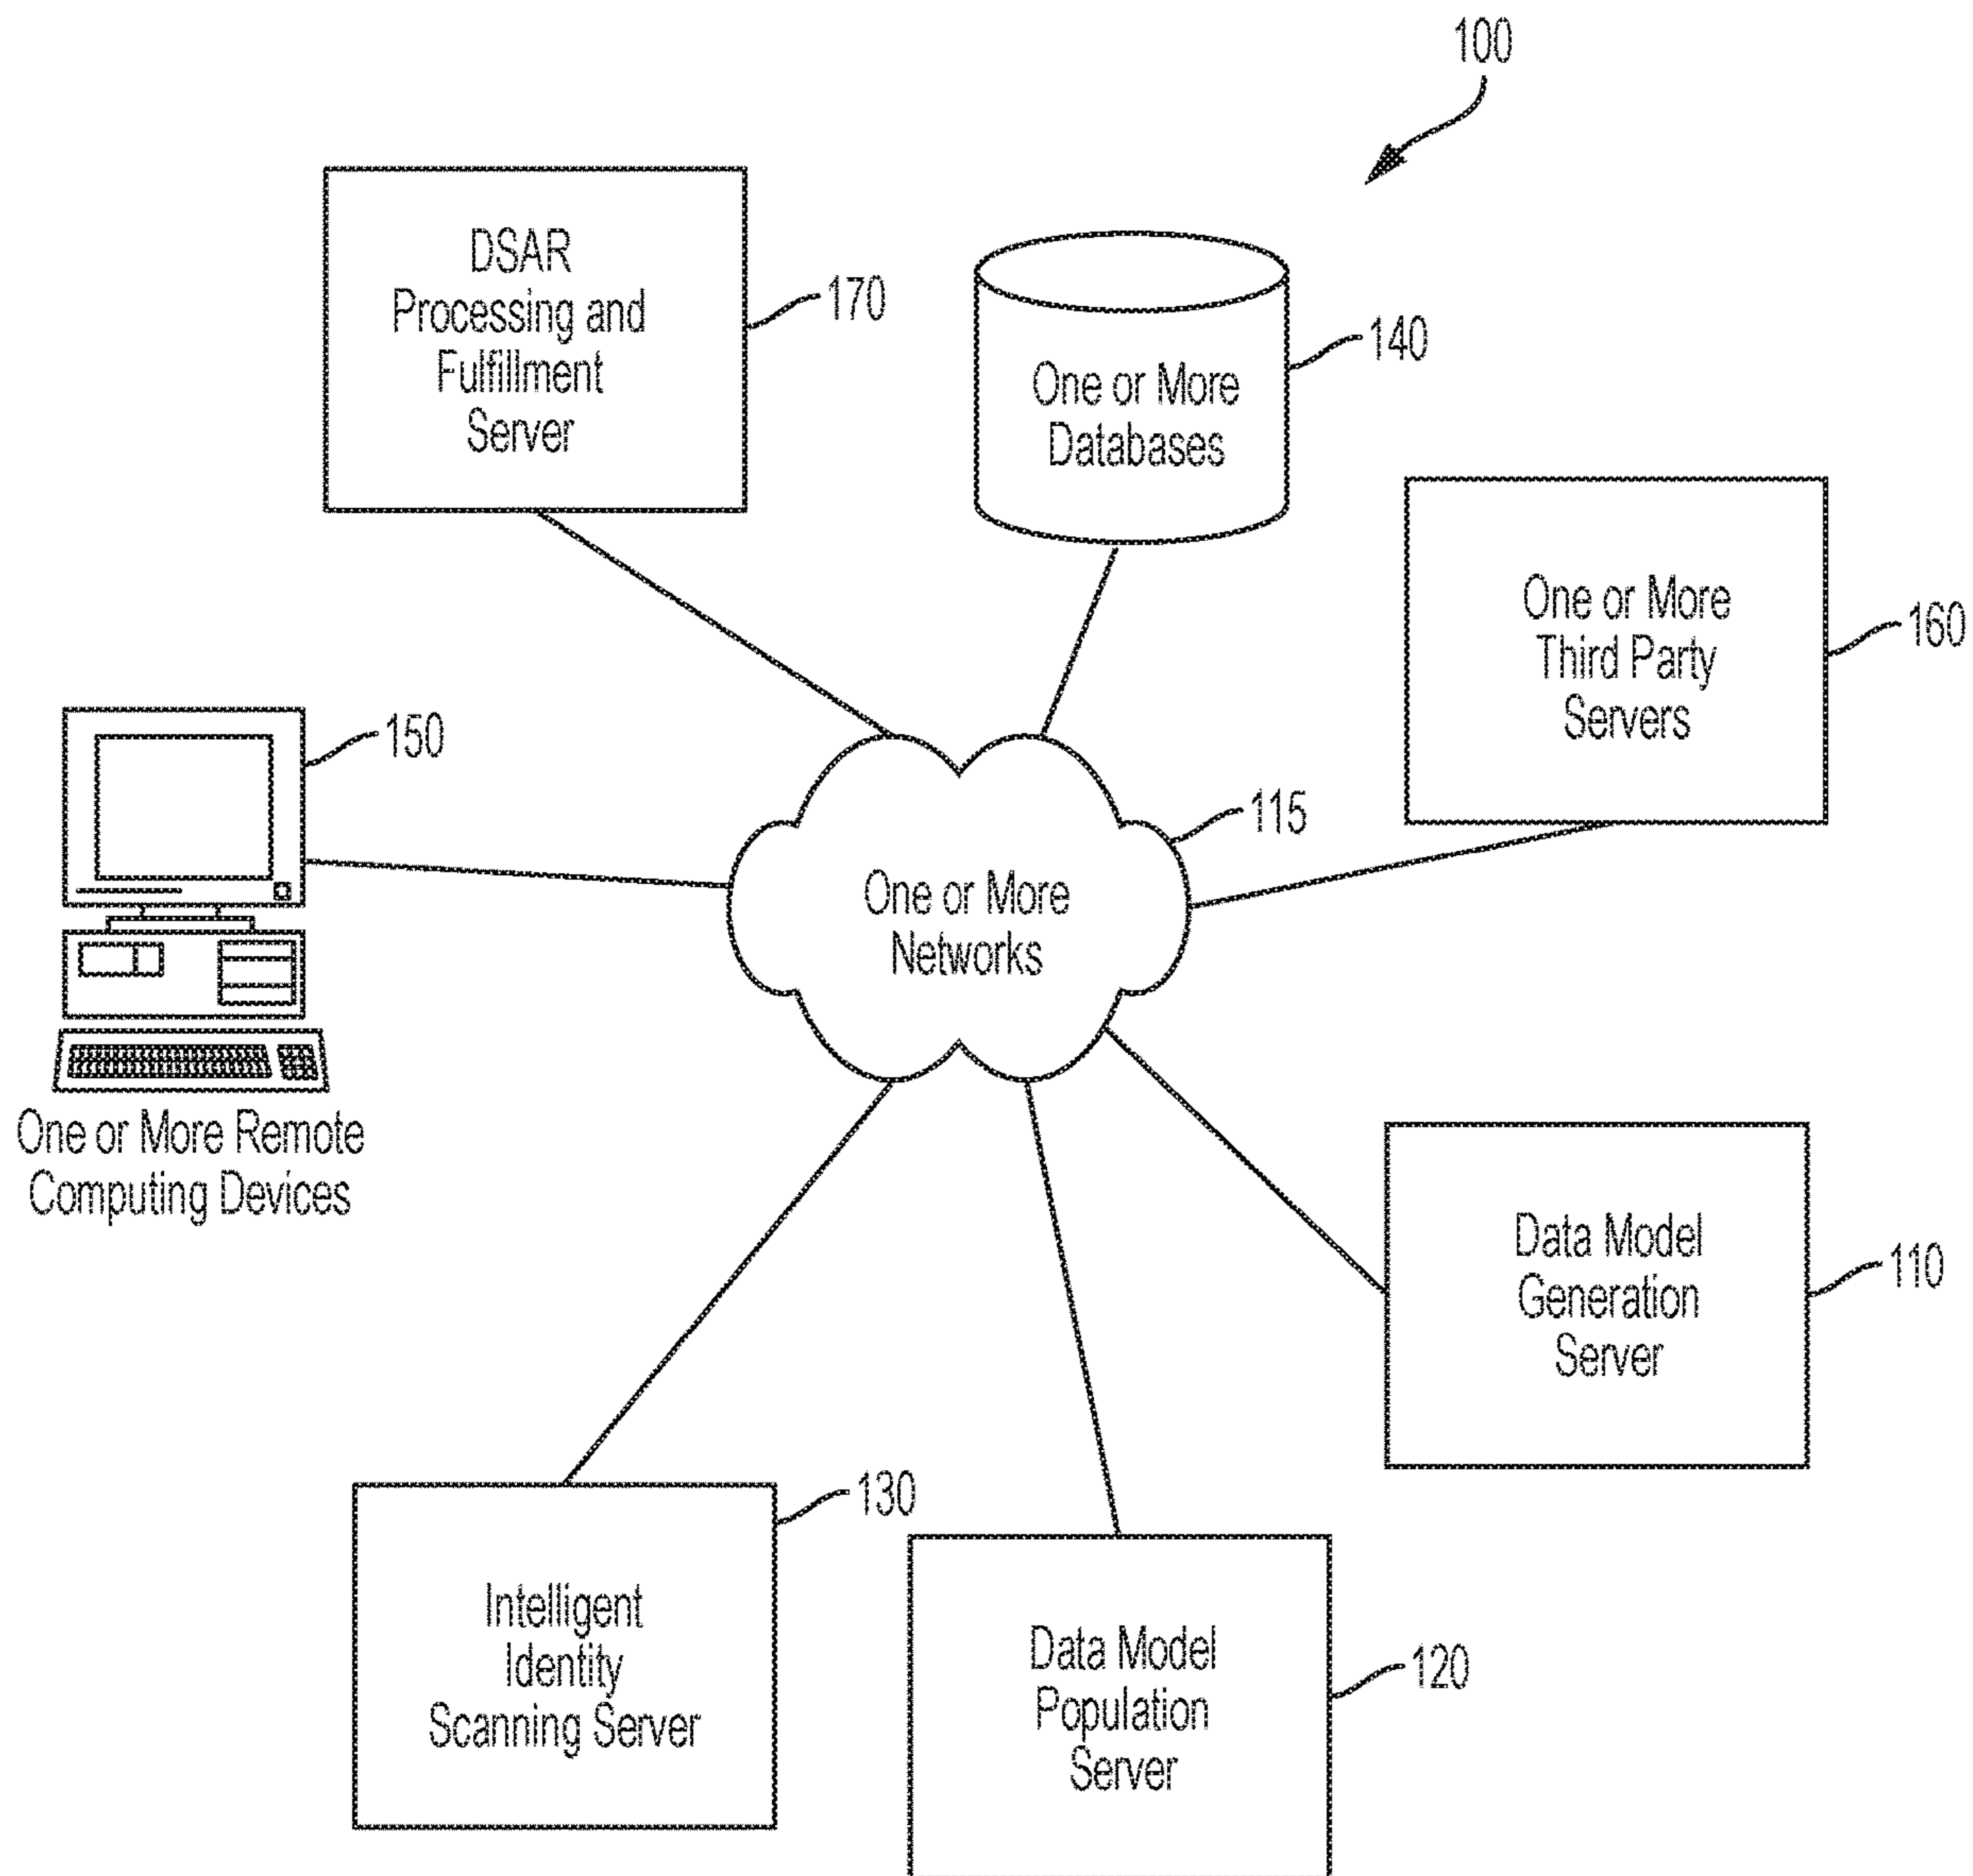 100
DSAR
Processing and
Fulfillment
Server
170
One or More
Databases
140
One or More
Third Party
Servers
160
150
One or More Remote
Computing Devices
115
One or More
Networks
Data Model
Generation
Server
110
Intelligent
Identity
Scanning Server
130
Data Model
Population
Server
120